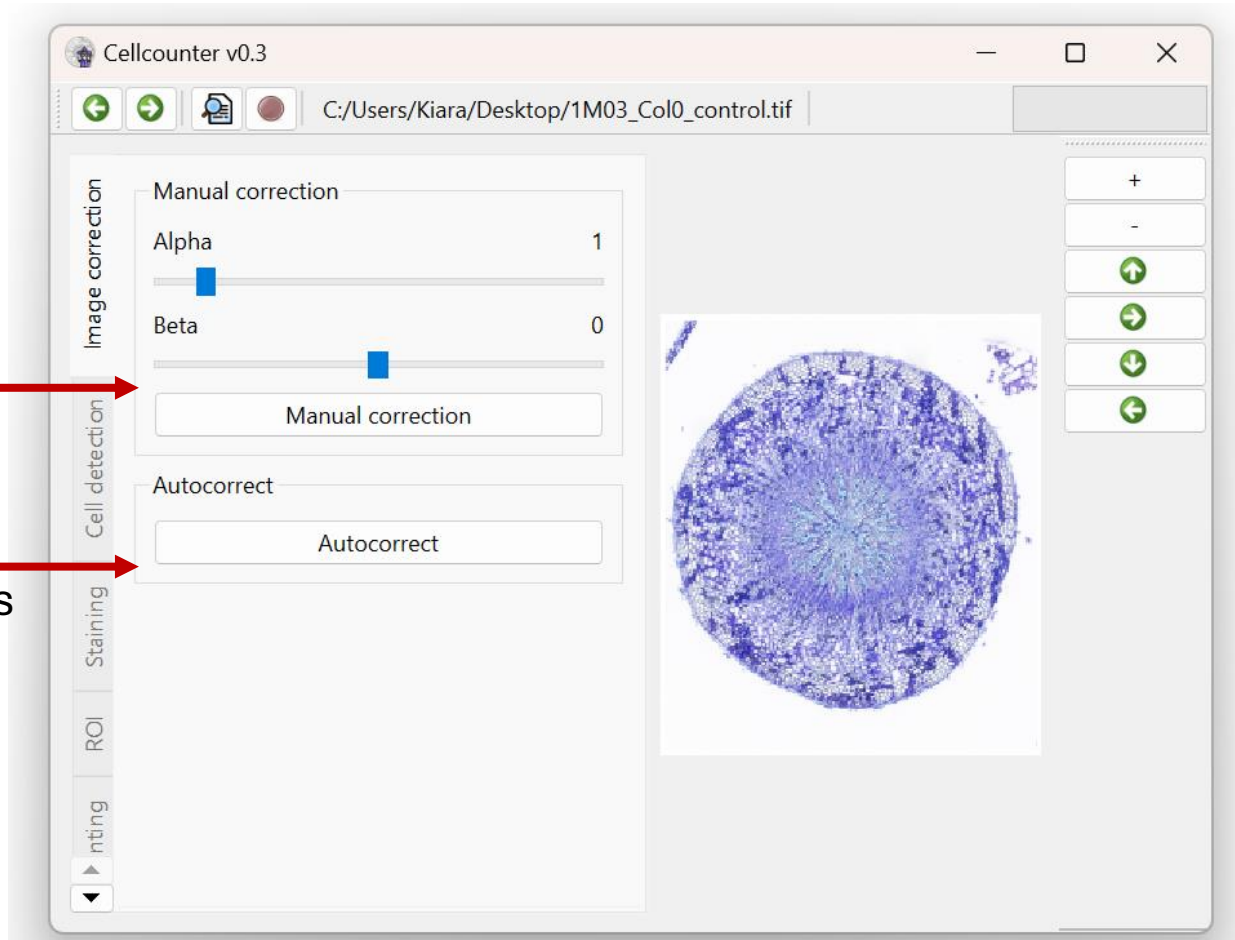 Cellcounter v0.3
C:/Users/Kiara/Desktop/1M03_Col0_control.tif
Image correction
Cell detection
Staining
ROI
nting
Manual correction
Alpha 1
Beta 0
Manual correction
Autocorrect
Autocorrect
s
+
-